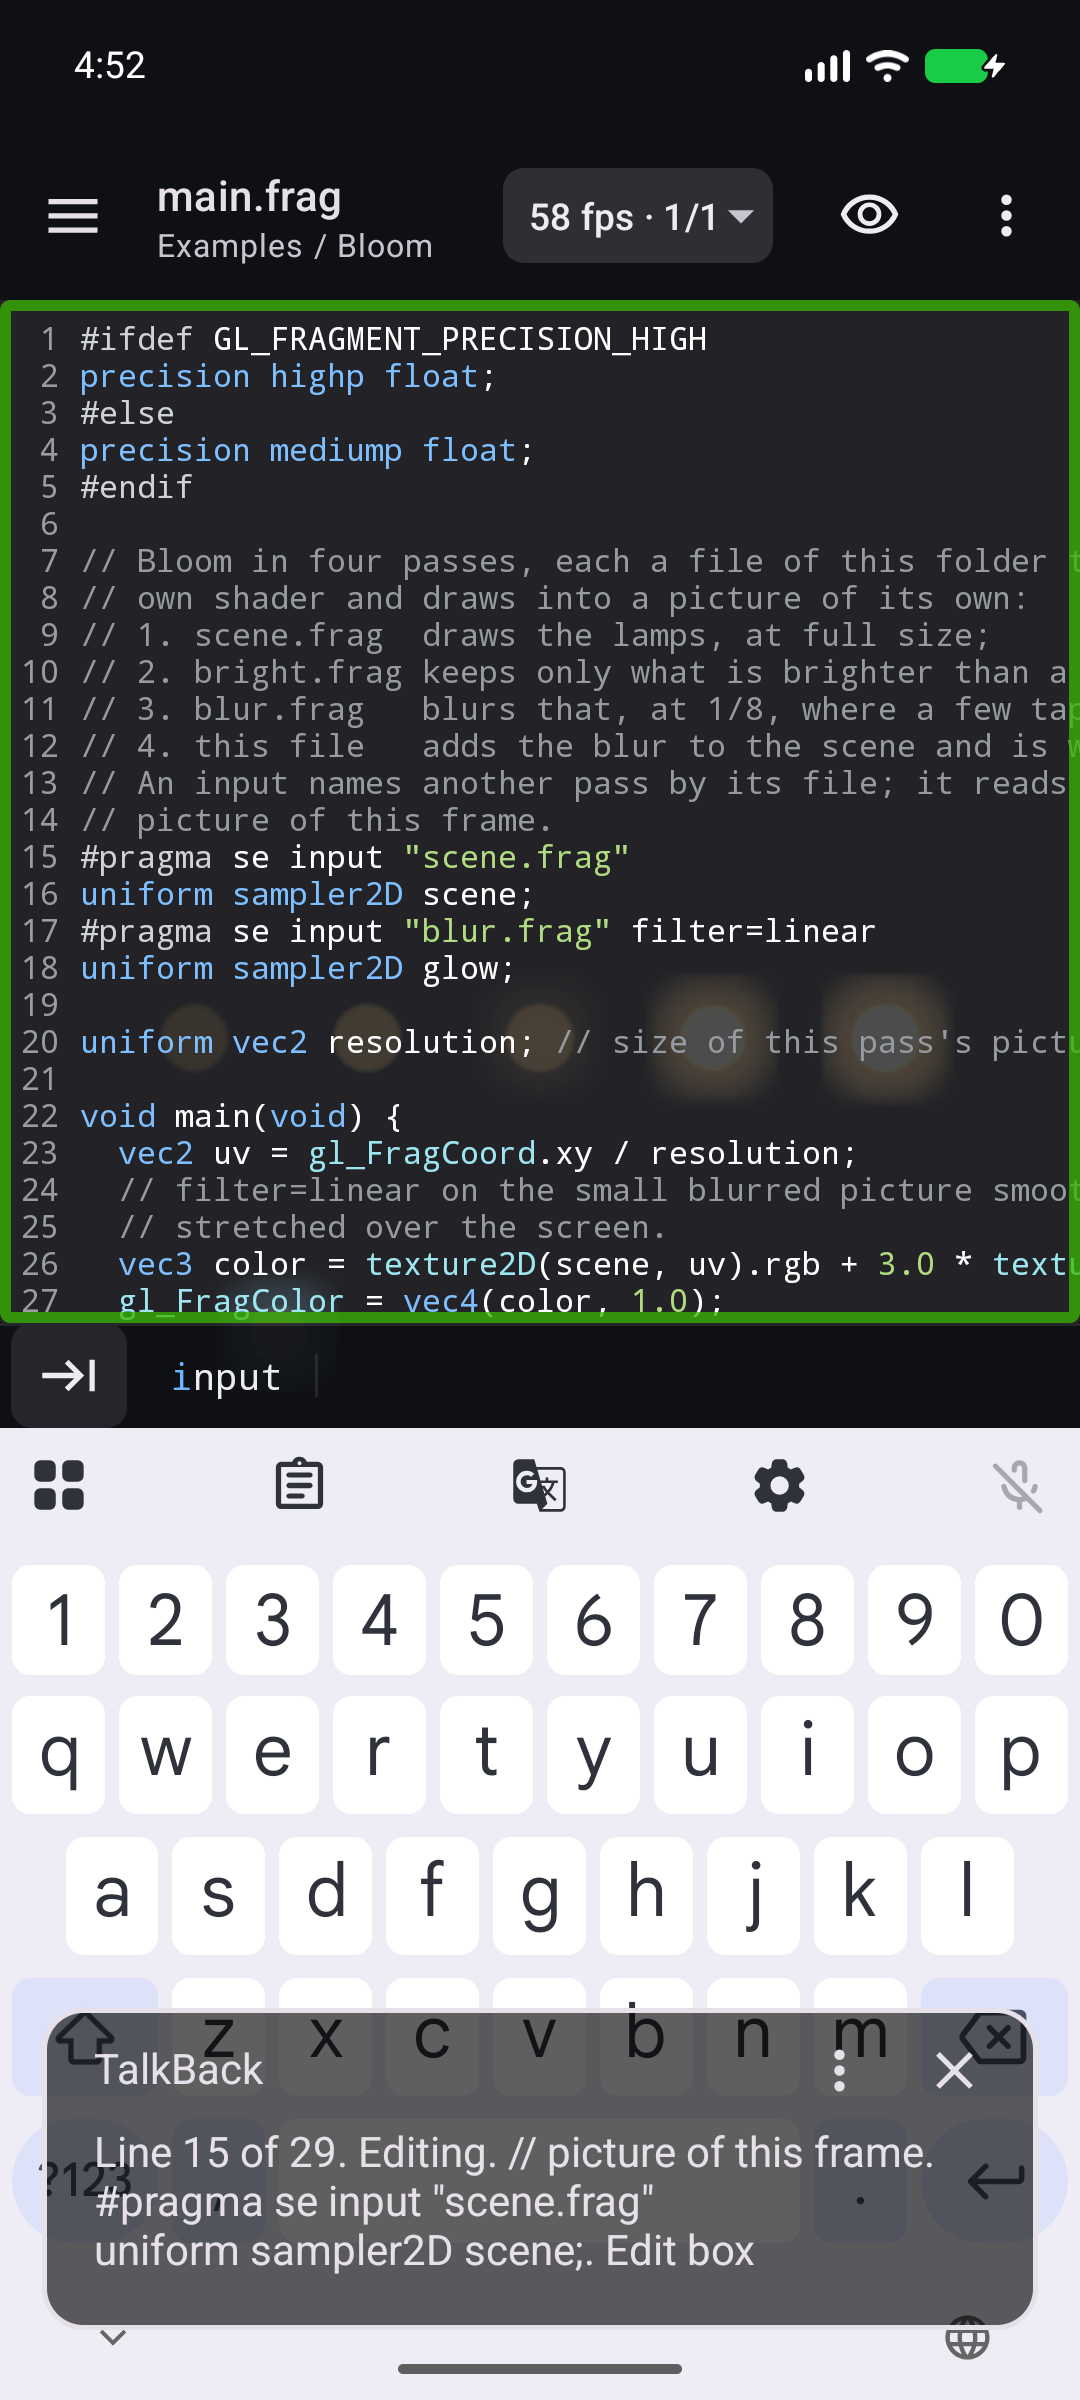 4:52
main.frag
Examples / Bloom
58 fps · 1/1
1 #ifdef GL_FRAGMENT_PRECISION_HIGH
2 precision highp float;
3 #else
4 precision mediump float;
5 #endif
6
7 // Bloom in four passes, each a file of this folder
8 // own shader and draws into a picture of its own:
9 // 1. scene.frag  draws the lamps, at full size;
10 // 2. bright.frag keeps only what is brighter than a
11 // 3. blur.frag   blurs that, at 1/8, where a few
12 // 4. this file   adds the blur to the scene and is
13 // An input names another pass by its file; it reads
14 // picture of this frame.
15 #pragma se input "scene.frag"
16 uniform sampler2D scene;
17 #pragma se input "blur.frag" filter=linear
18 uniform sampler2D glow;
19
20 uniform vec2 resolution; // size of this pass's
21
22 void main(void) {
23   vec2 uv = gl_FragCoord.xy / resolution;
24   // filter=linear on the small blurred picture
25   // stretched over the screen.
26   vec3 color = texture2D(scene, uv).rgb + 3.0 *
27   gl_FragColor = vec4(color, 1.0);
input
1 2 3 4 5 6 7 8 9 0
q w e r t y u i o p
a s d f g h j k l
z x c v b n m
TalkBack
?123 , .
Line 15 of 29. Editing. // picture of this frame.
#pragma se input "scene.frag"
uniform sampler2D scene;. Edit box